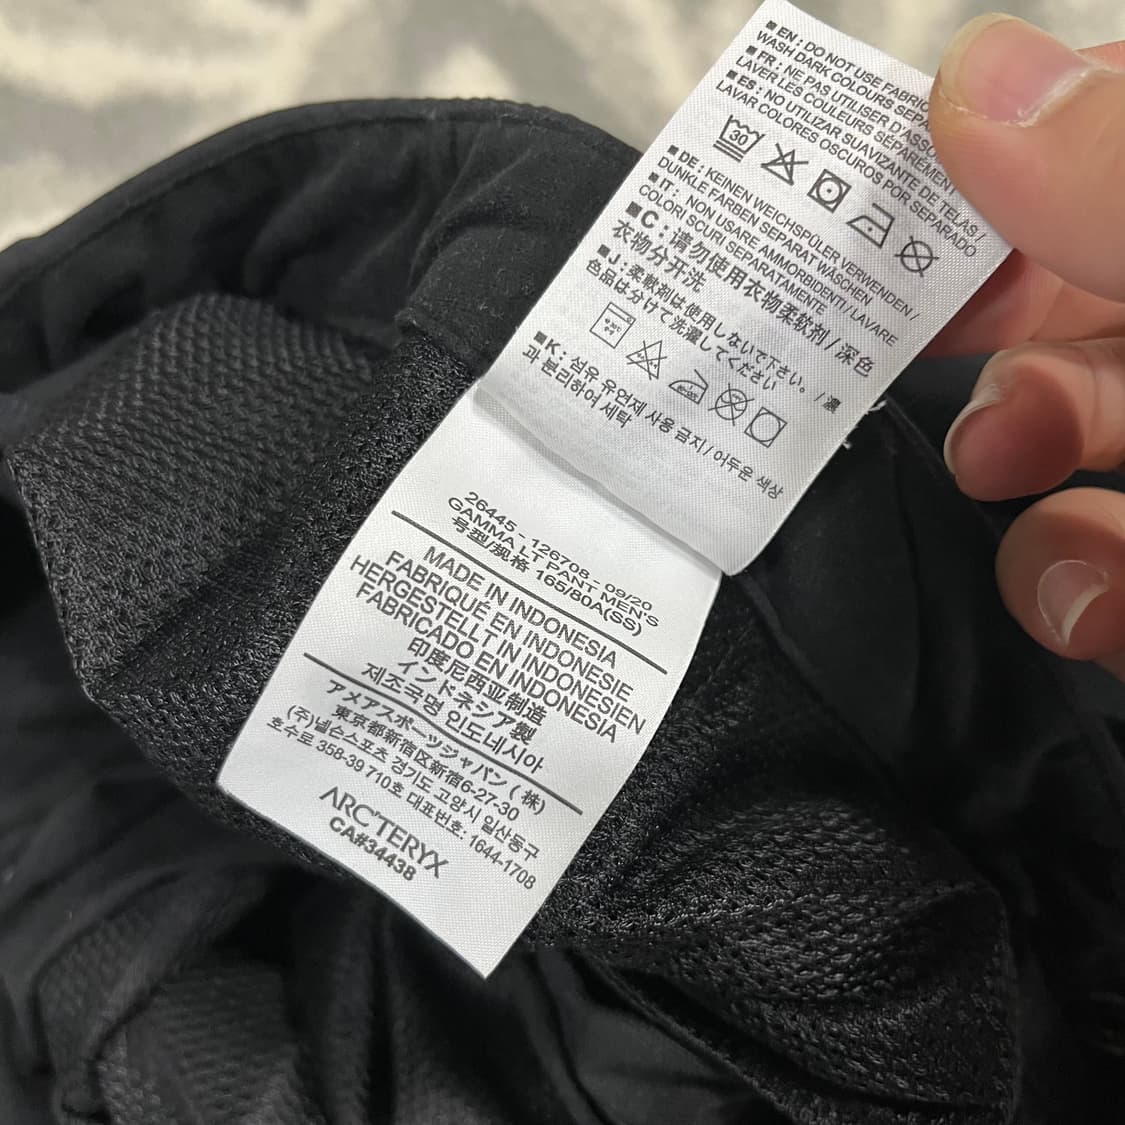 ■ EN : DO NOT USE FABRIC
WASH DARK COLOURS SEPA
■ FR : NE PAS UTILISER D'ASSOU
LAVER LES COULEURS SÉPARÉMENT
■ ES : NO UTILIZAR SUAVIZANTE DE TELAS /
LAVAR COLORES OSCUROS POR SEPARADO
30
■ DE : KEINEN WEICHSPÜLER VERWENDEN /
DUNKLE FARBEN SEPARAT WASCHEN
■ IT : NON USARE AMMORBIDENTI / LAVARE
COLORI SCURI SEPARATAMENTE
■ C : 请勿使用衣物柔软剂 / 深色
衣物分开洗
■ J : 柔軟剤は使用しないで下さい。 / 濃
色品は分けて洗濯してください
■ K : 섬유 유연제 사용 금지 / 어두운 색상
과 분리하여 세탁
26445 - 126708 - 09/20
GAMMA LT PANT MEN'S
号型/规格 165/80A(SS)
MADE IN INDONESIA
FABRIQUÉ EN INDONESIE
HERGESTELLT IN INDONESIEN
FABRICADO EN INDONESIA
印度尼西亚制造
インドネシア製
제조국명 인도네시아
アメアスポーツジャパン ( 株)
東京都新宿区新宿6-27-30
(주)넬슨스포츠 경기도 고양시 일산동구
호수로 358-39 710호 대표번호: 1644-1708
ARC'TERYX
CA#34438